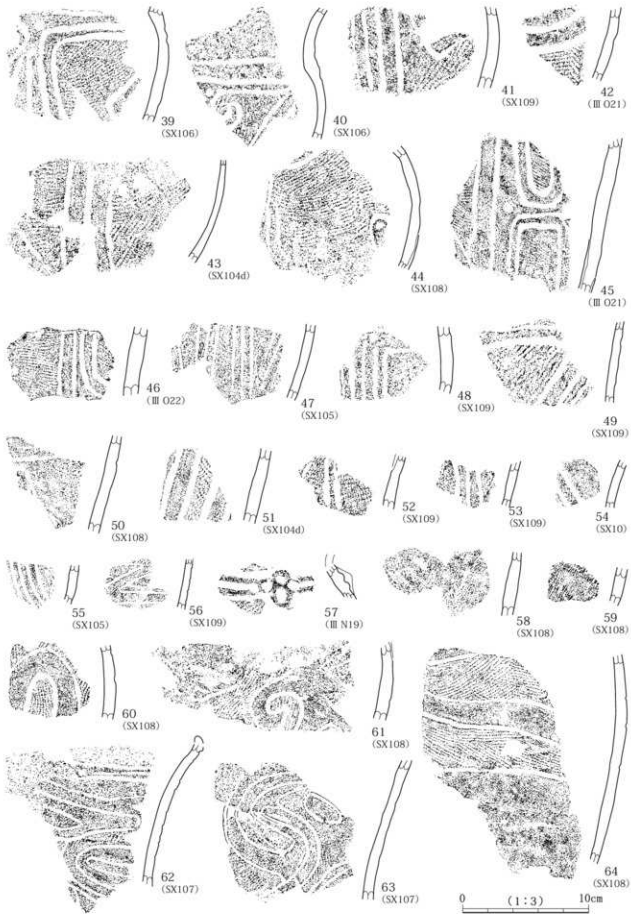 39
(SX106)
40
(SX106)
41
(SX109)
42
(Ⅲ O21)
43
(SX104d)
44
(SX108)
45
(Ⅲ O21)
46
(Ⅲ O22)
47
(SX105)
48
(SX109)
49
(SX109)
50
(SX108)
51
(SX104d)
52
(SX109)
53
(SX109)
54
(SX10)
55
(SX105)
56
(SX109)
57
(Ⅲ N19)
58
(SX108)
59
(SX108)
60
(SX108)
61
(SX108)
62
(SX107)
63
(SX107)
64
(SX108)
0 (1:3) 10cm